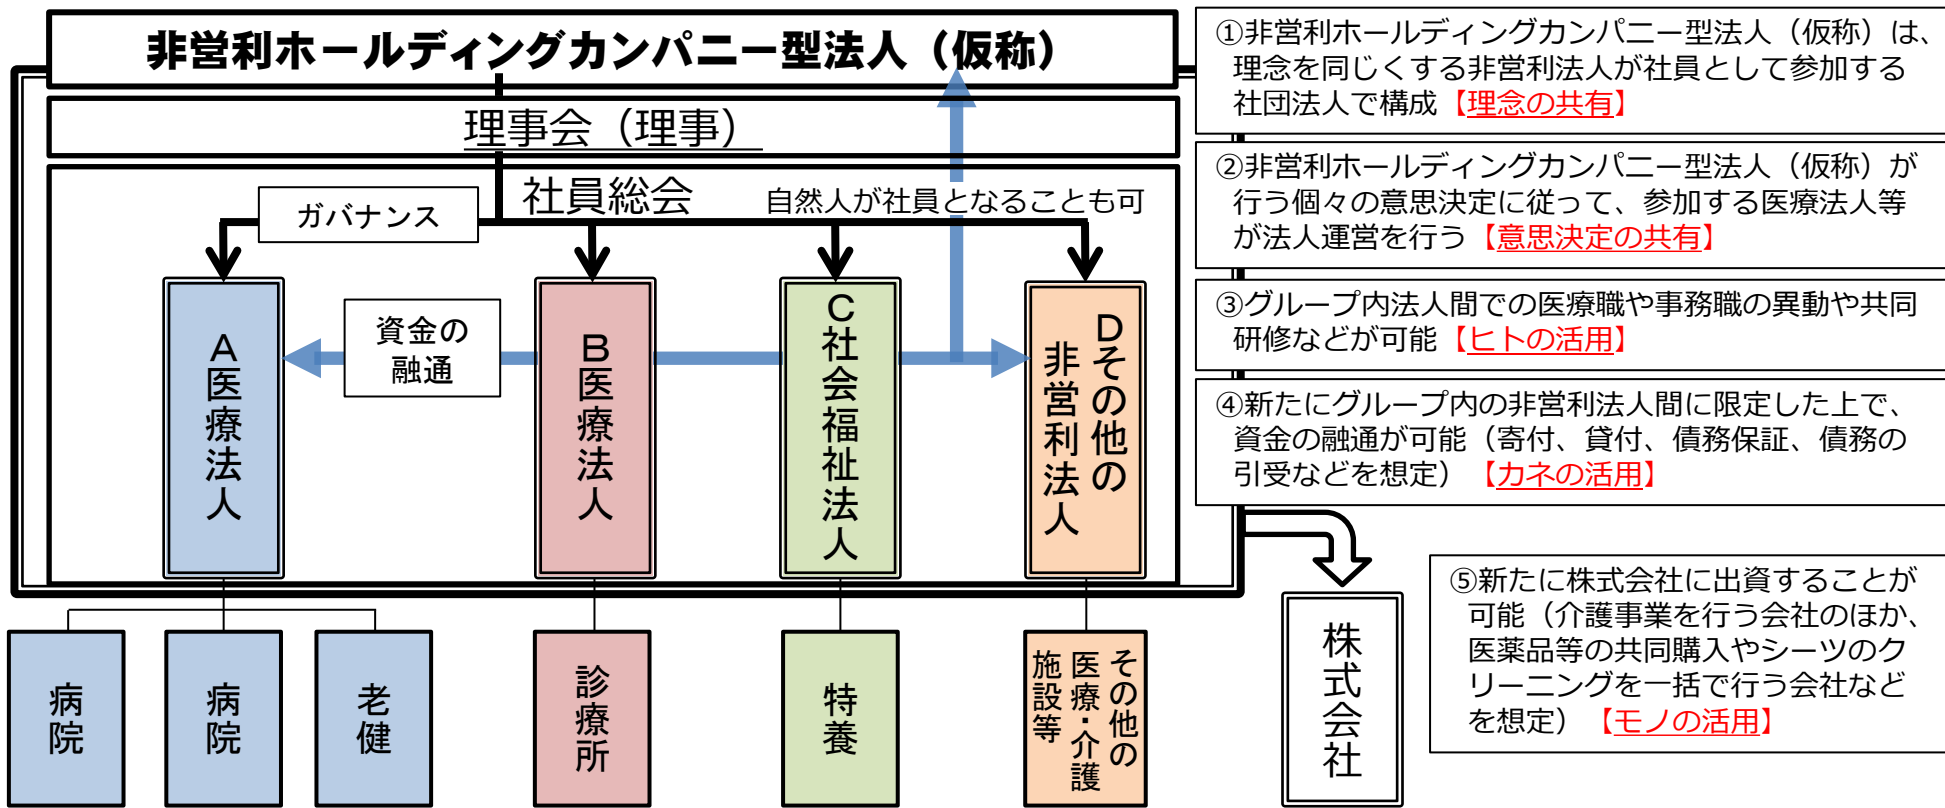 非営利ホールディングカンパニー型法人（仮称）
理事会（理事）
社員総会
自然人が社員となることも可
ガバナンス
資金の
融通
A医療法人
B医療法人
C社会福祉法人
Dその他の
非営利法人
病院
病院
老健
診療所
特養
その他の
医療・介護
施設等
株式会社
①非営利ホールディングカンパニー型法人（仮称）は、
理念を同じくする非営利法人が社員として参加する
社団法人で構成【理念の共有】
②非営利ホールディングカンパニー型法人（仮称）が
行う個々の意思決定に従って、参加する医療法人等
が法人運営を行う【意思決定の共有】
③グループ内法人間での医療職や事務職の異動や共同
研修などが可能【ヒトの活用】
④新たにグループ内の非営利法人間に限定した上で、
資金の融通が可能（寄付、貸付、債務保証、債務の
引受などを想定）【カネの活用】
⑤新たに株式会社に出資することが
可能（介護事業を行う会社のほか、
医薬品等の共同購入やシーツのク
リーニングを一括で行う会社など
を想定）【モノの活用】